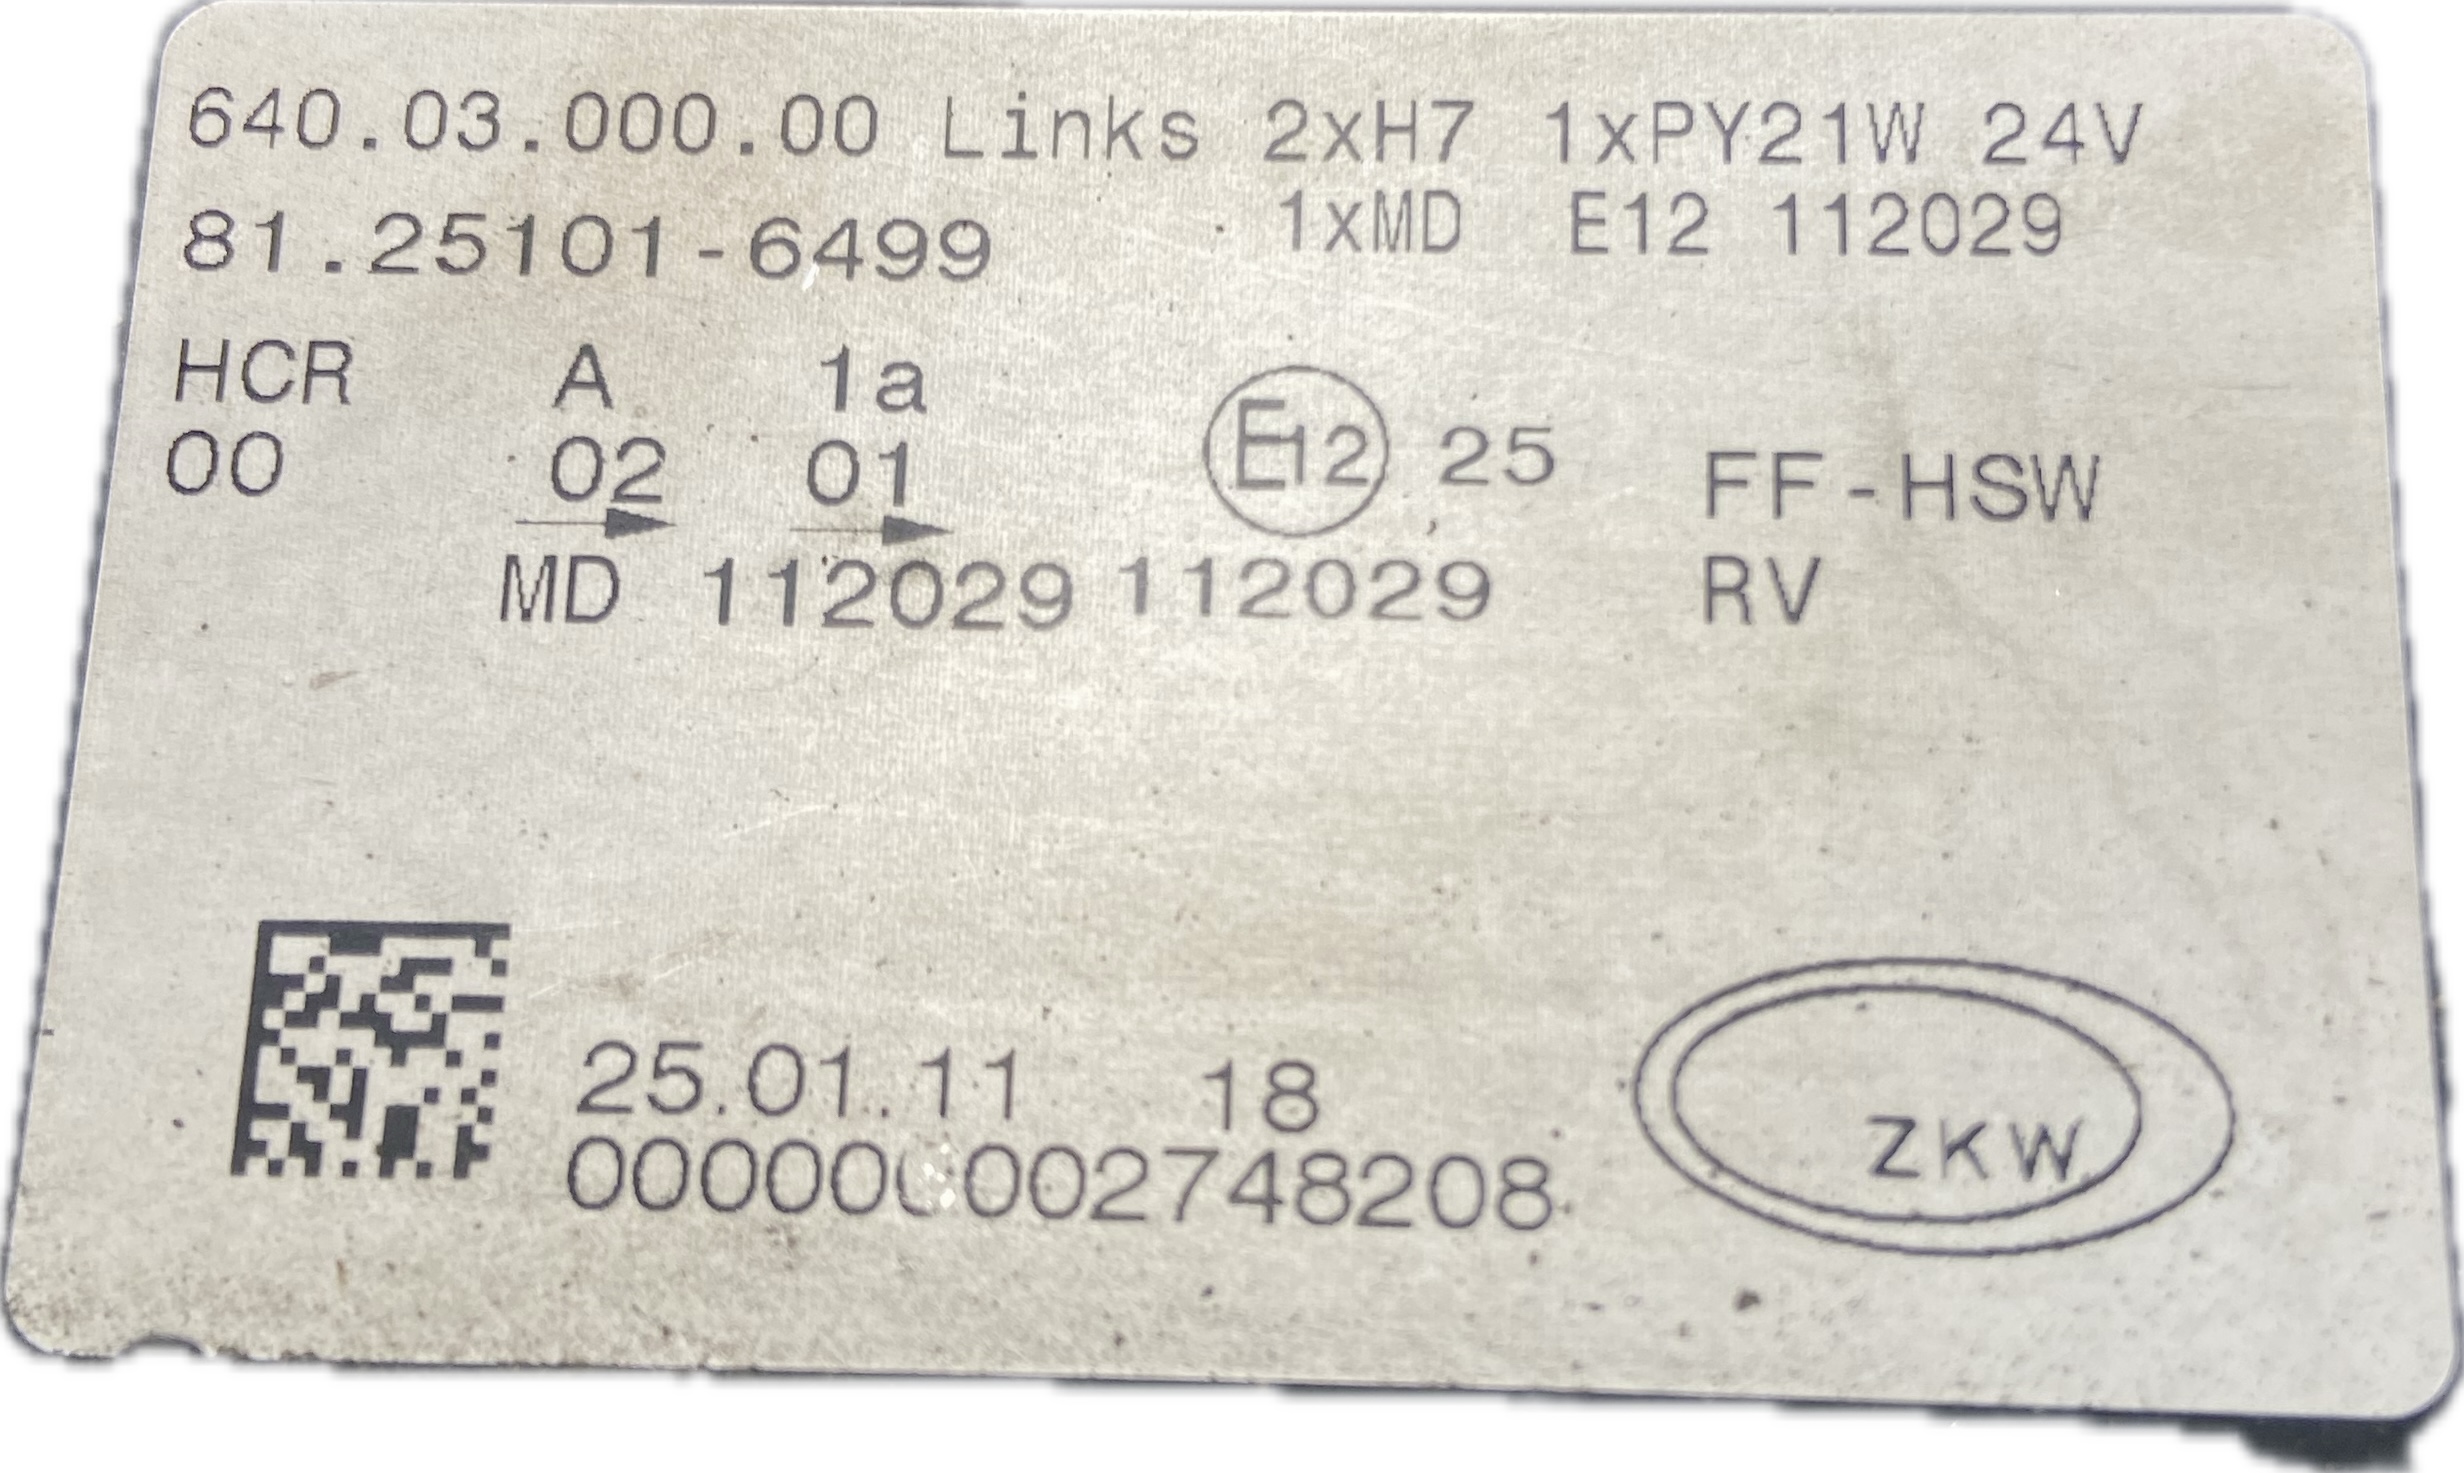 640.03.000.00 Links 2xH7 1xPY21W 24V
81.25101-6499 1xMD E12 112029
HCR A 1a
00 02 01 E12 25 FF-HSW
MD 112029 112029 RV
25.01.11 18
000000002748208
ZKW